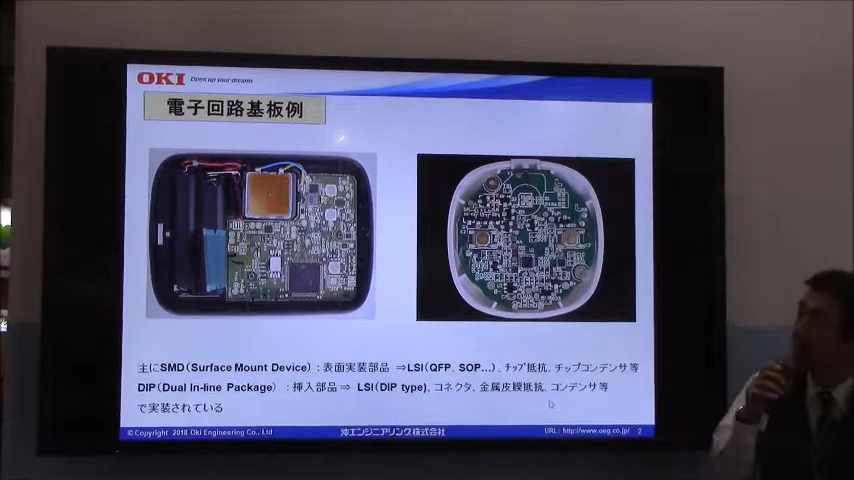 OKI Open up your dreams
電子回路基板例
主にSMD(Surface Mount Device):表面実装部品 ⇒LSI(QFP、SOP...)、チップ抵抗、チップコンデンサ等
DIP(Dual In-line Package) :挿入部品⇒ LSI(DIP type)、コネクタ、金属皮膜抵抗、コンデンサ等
で実装されている
© Copyright 2018 Oki Engineering Co., Ltd 沖エンジニアリング株式会社 URL: http://www.oeg.co.jp/ 2